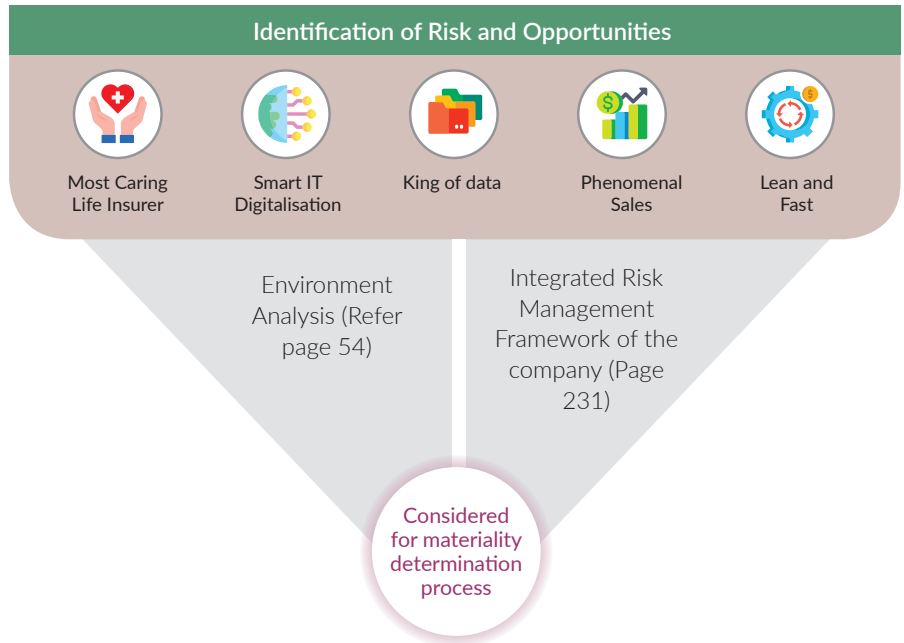 Identification of Risk and Opportunities
Most Caring
Life Insurer
Smart IT
Digitalisation
King of data
Phenomenal
Sales
Lean and
Fast
Environment
Analysis (Refer
page 54)
Integrated Risk
Management
Framework of the
company (Page
231)
Considered
for materiality
determination
process